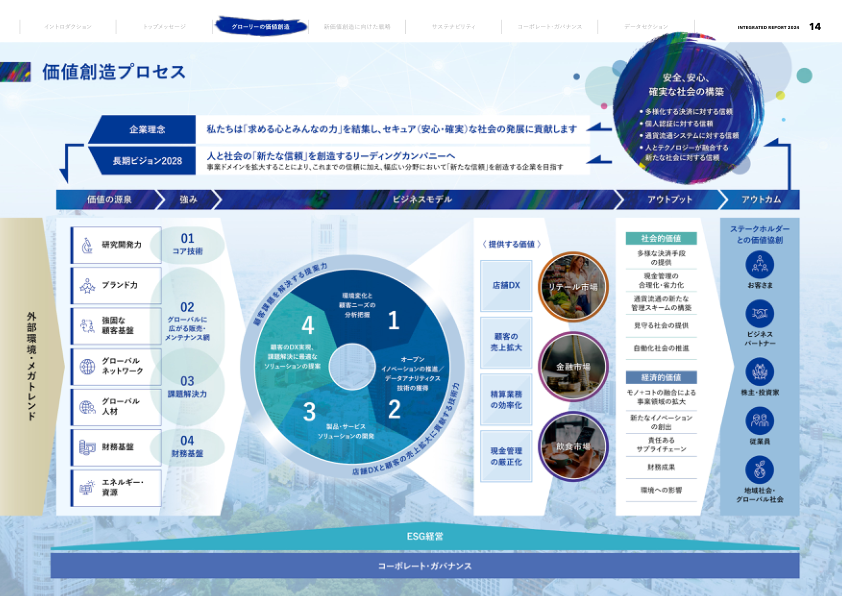 イントロダクション
トップメッセージ
グローリーの価値創造
新価値創造に向けた戦略
サステナビリティ
コーポレート・ガバナンス
データセクション
INTEGRATED REPORT 2024 14
価値創造プロセス
安全、安心、
確実な社会の構築
● 多様化する決済に対する信頼
● 個人認証に対する信頼
● 通貨流通システムに対する信頼
● 人とテクノロジーが融合する
新たな社会に対する信頼
企業理念
私たちは「求める心とみんなの力」を結集し、セキュア(安心・確実)な社会の発展に貢献します
長期ビジョン2028
人と社会の「新たな信頼」を創造するリーディングカンパニーへ
事業ドメインを拡大することにより、これまでの信頼に加え、幅広い分野において「新たな信頼」を創造する企業を目指す
価値の源泉
強み
ビジネスモデル
アウトプット
アウトカム
外部環境・メガトレンド
研究開発力
ブランド力
強固な
顧客基盤
グローバル
ネットワーク
グローバル
人材
財務基盤
エネルギー・
資源
01
コア技術
02
グローバルに
広がる販売・
メンテナンス網
03
課題解決力
04
財務基盤
顧客課題を解決する提案力
環境変化と
顧客ニーズの
分析把握
1
オープン
イノベーションの推進/
データアナリティクス
技術の獲得
2
3
製品・サービス
ソリューションの開発
4
顧客のDX実現、
課題解決に最適な
ソリューションの提案
店舗DXと顧客の売上拡大に貢献する技術力
〈 提供する価値 〉
店舗DX
顧客の
売上拡大
精算業務
の効率化
現金管理
の厳正化
リテール市場
金融市場
飲食市場
社会的価値
多様な決済手段
の提供
現金管理の
合理化・省力化
通貨流通の新たな
管理スキームの構築
見守る社会の提供
自働化社会の推進
経済的価値
モノ+コトの融合による
事業領域の拡大
新たなイノベーション
の創出
責任ある
サプライチェーン
財務成果
環境への影響
ステークホルダー
との価値協創
お客さま
ビジネス
パートナー
株主・投資家
従業員
地域社会・
グローバル社会
ESG経営
コーポレート・ガバナンス